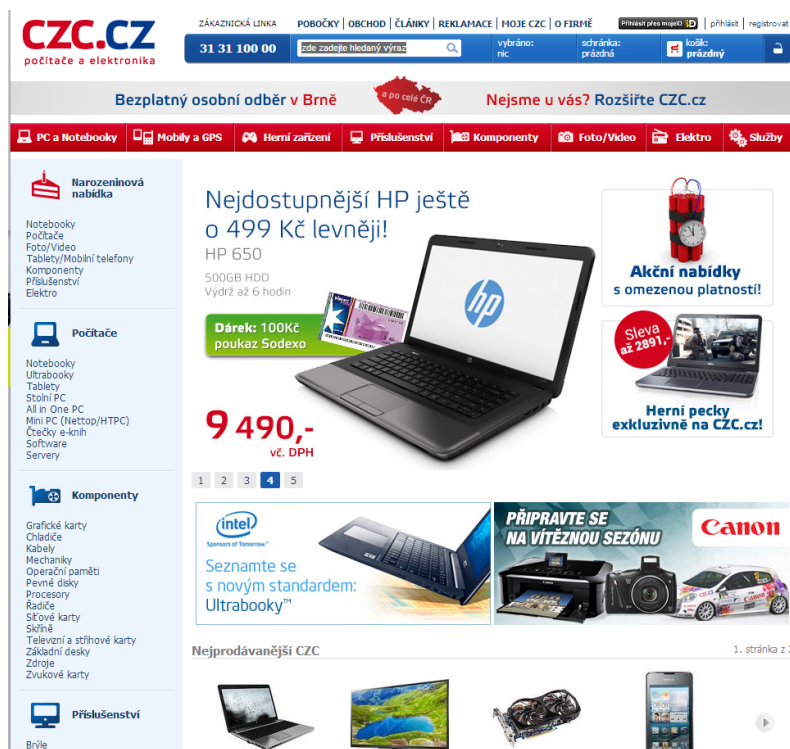 CZC.CZ
počítače a elektronika
ZÁKAZNICKÁ LINKA
POBOČKY | OBCHOD | ČLÁNKY | REKLAMACE | MOJE CZC | O FIRMĚ
Přihlásit přes mojeID
přihlásit | registrovat
31 31 100 00
zde zadejte hledaný výraz
vybráno:
nic
schránka:
prázdná
košík:
prázdný
Bezplatný osobní odběr v Brně
a po celé ČR
Nejsme u vás? Rozšiřte CZC.cz
PC a Notebooky
Mobily a GPS
Herní zařízení
Příslušenství
Komponenty
Foto/Video
Elektro
Služby
Narozeninová
nabídka
Notebooky
Počítače
Foto/Video
Tablety/Mobilní telefony
Komponenty
Příslušenství
Elektro
Počítače
Notebooky
Ultrabooky
Tablety
Stolní PC
All in One PC
Mini PC (Nettop/HTPC)
Čtečky e-knih
Software
Servery
Komponenty
Grafické karty
Chladiče
Kabely
Mechaniky
Operační paměti
Pevné disky
Procesory
Řadiče
Síťové karty
Skříně
Televizní a střihové karty
Základní desky
Zdroje
Zvukové karty
Příslušenství
Brýle
Nejdostupnější HP ještě
o 499 Kč levněji!
HP 650
500GB HDD
Výdrž až 6 hodin
Dárek: 100Kč
poukaz Sodexo
hp
9 490,-
vč. DPH
1 2 3 4 5
Akční nabídky
s omezenou platností!
Sleva
až 2891,-
Herní pecky
exkluzivně na CZC.cz!
intel
Sponsors of Tomorrow.™
Seznamte se
s novým standardem:
Ultrabooky™
PŘIPRAVTE SE
NA VÍTĚZNOU SEZÓNU
Canon
Canon
Nejprodávanější CZC
1. stránka z